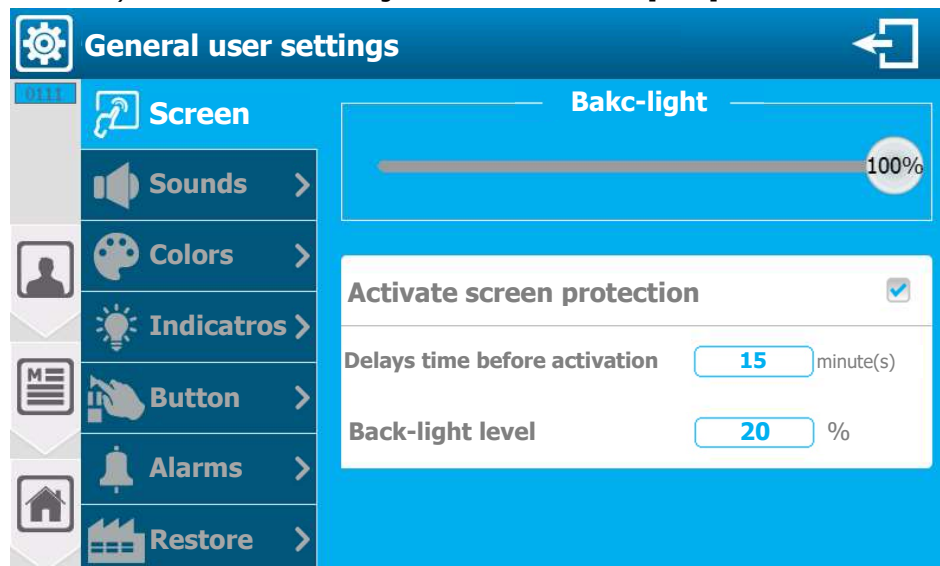 General user settings
0111
Screen
Bakc-light
100%
Sounds
Colors
Activate screen protection
Indicatros
Delays time before activation 15 minute(s)
M
Button
Back-light level 20 %
Alarms
Restore